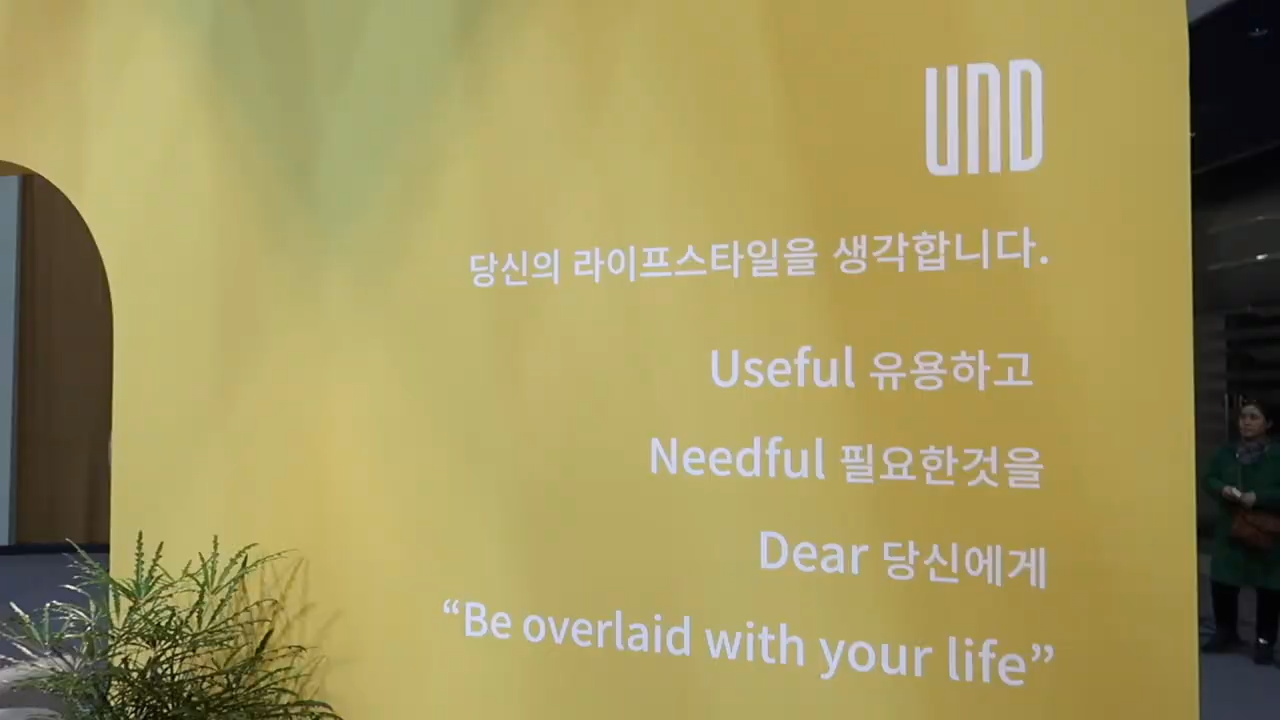 UND
당신의 라이프스타일을 생각합니다.
Useful 유용하고
Needful 필요한것을
Dear 당신에게
“Be overlaid with your life”